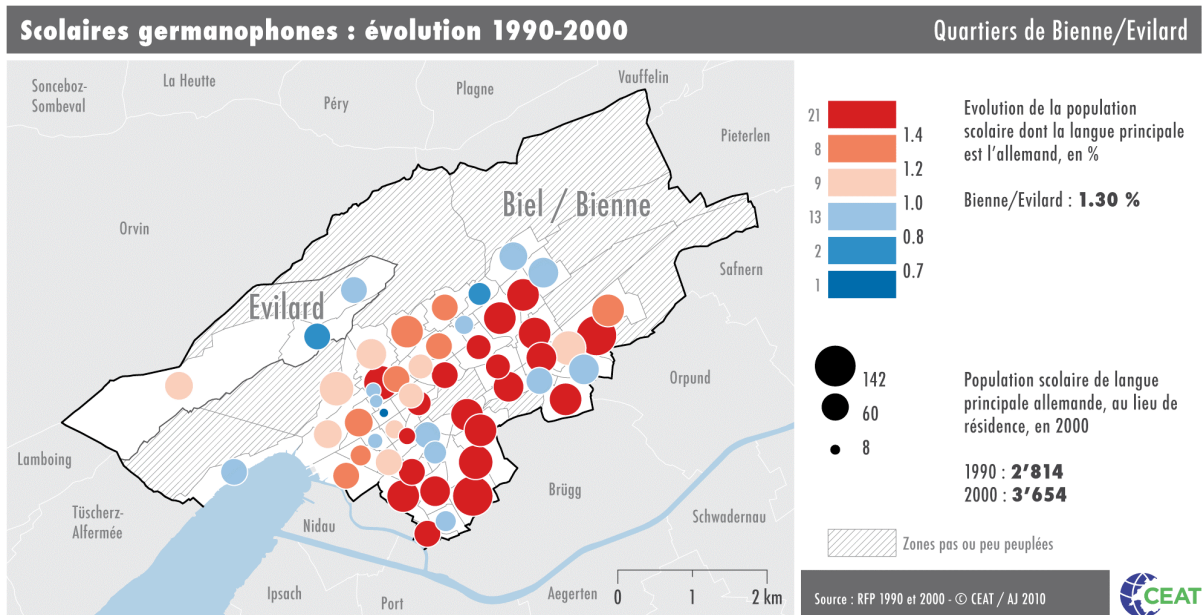 Scolaires germanophones : évolution 1990-2000
Quartiers de Bienne/Evilard
Sonceboz-
Sombeval
La Heutte
Péry
Plagne
Vauffelin
Pieterlen
Orvin
Biel / Bienne
Safnern
Evilard
Orpund
Lamboing
Brügg
Tüscherz-
Alfermée
Nidau
Schwadernau
Ipsach
Port
Aegerten
0 1 2 km
21
1.4
8
1.2
9
1.0
13
0.8
2
0.7
1
Evolution de la population
scolaire dont la langue principale
est l'allemand, en %
Bienne/Evilard : 1.30 %
142
60
8
Population scolaire de langue
principale allemande, au lieu de
résidence, en 2000
1990 : 2'814
2000 : 3'654
Zones pas ou peu peuplées
Source : RFP 1990 et 2000 - © CEAT / AJ 2010
CEAT